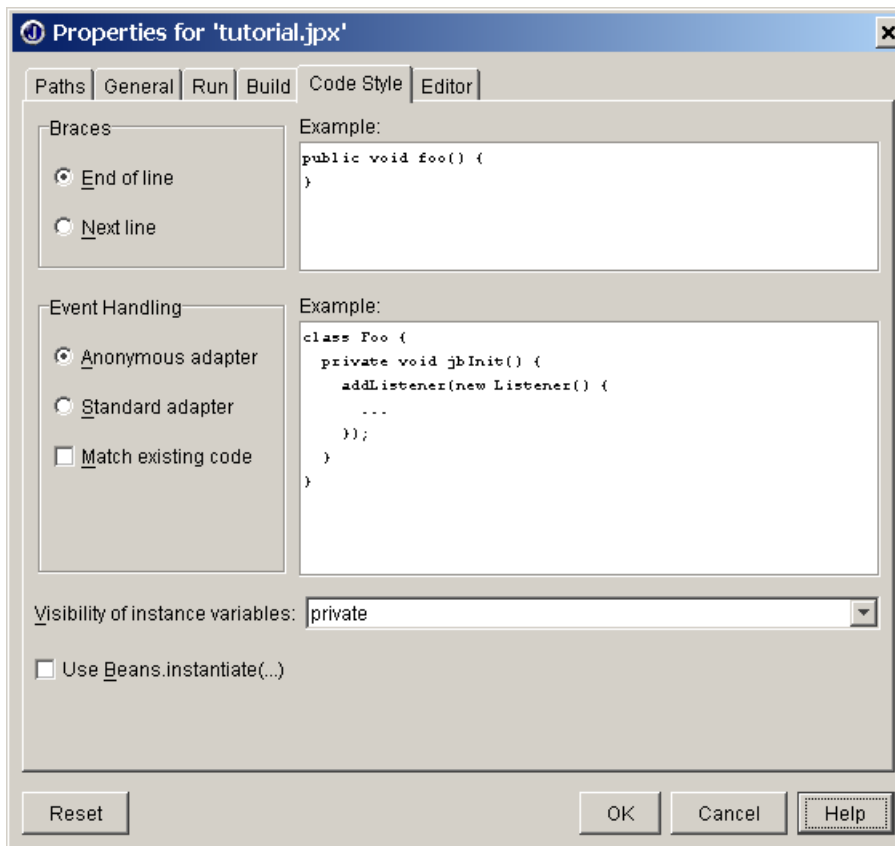 Properties for 'tutorial.jpx'
Paths General Run Build Code Style Editor
Braces
End of line
Next line
Example:
public void foo() {
}
Event Handling
Anonymous adapter
Standard adapter
Match existing code
Example:
class Foo {
  private void jbInit() {
    addListener(new Listener() {
      ...
    });
  }
}
Visibility of instance variables: private
Use Beans.instantiate(...)
Reset OK Cancel Help